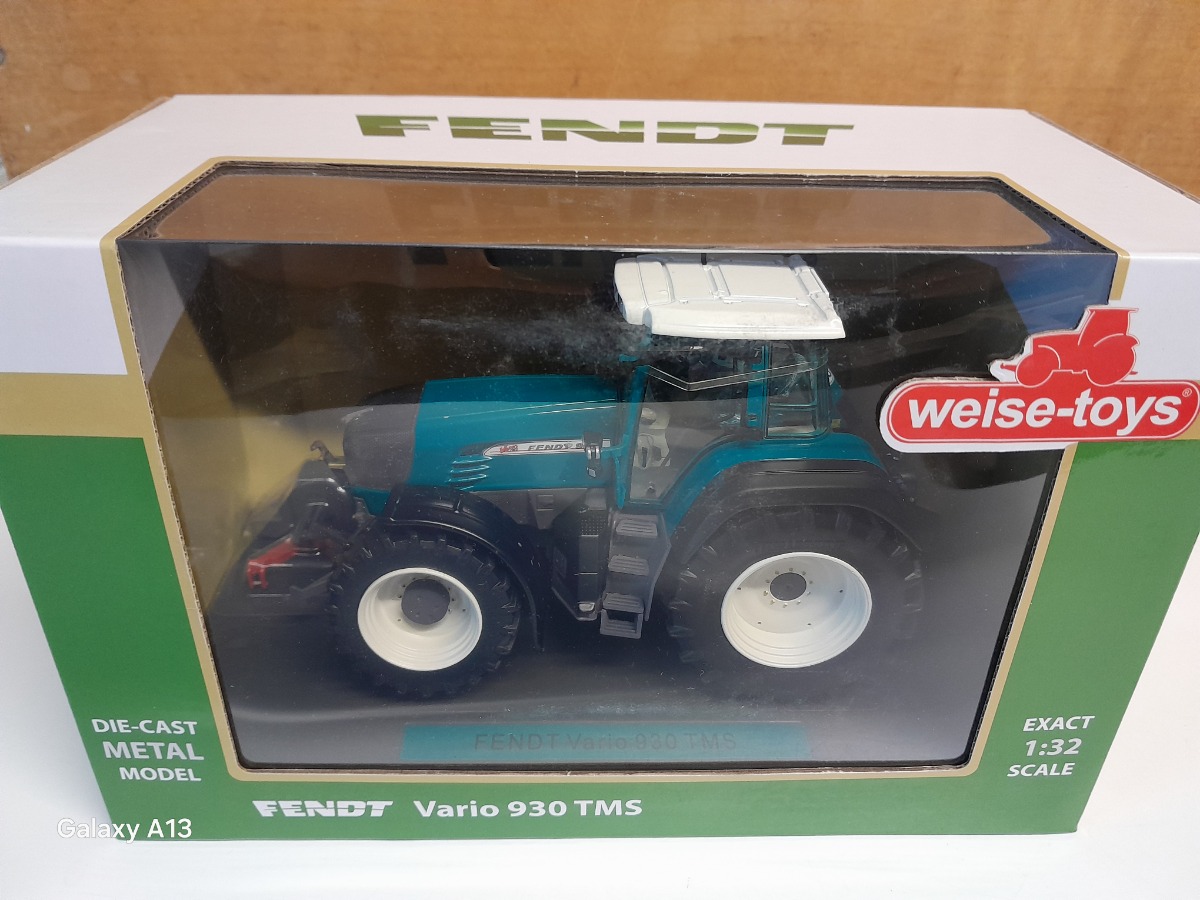 FENDT
weise-toys®
FENDT
FENDT Vario 930 TMS
DIE-CAST
METAL
MODEL
EXACT
1:32
SCALE
FENDT Vario 930 TMS
Galaxy A13